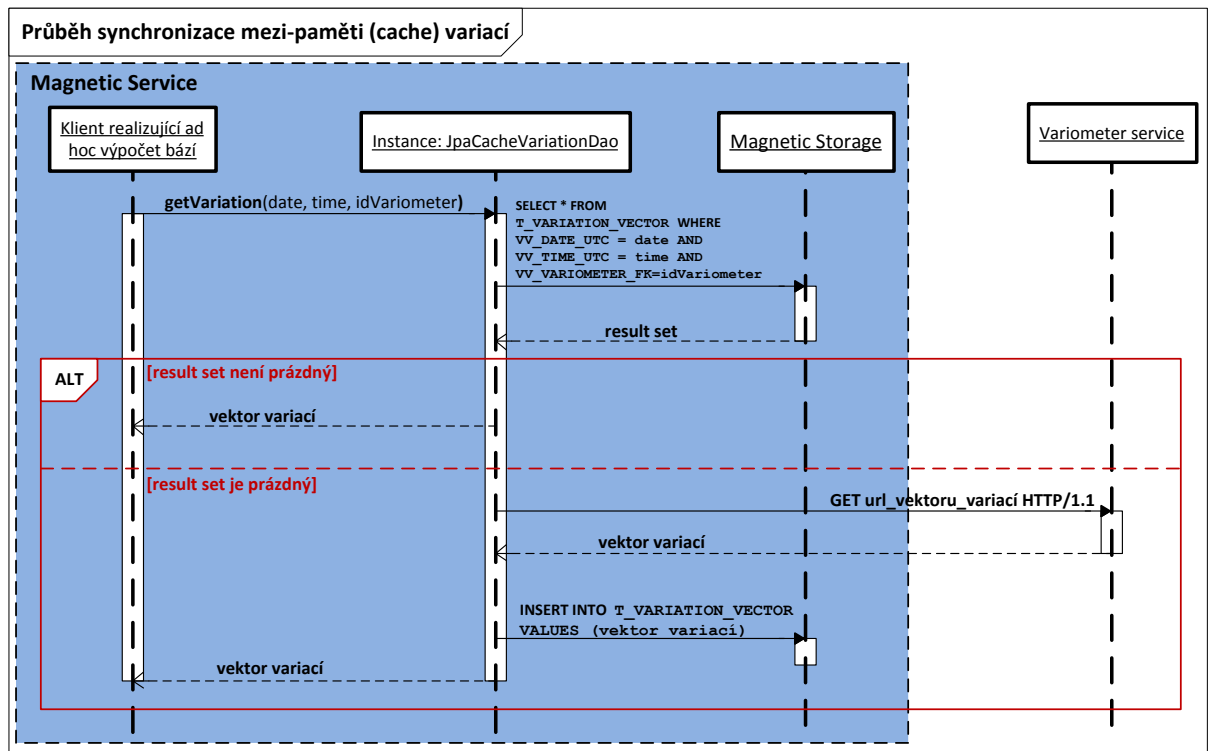 Průběh synchronizace mezi-paměti (cache) variací
Magnetic Service
Klient realizující ad
hoc výpočet bází
Instance: JpaCacheVariationDao
Magnetic Storage
Variometer service
getVariation(date, time, idVariometer)
SELECT * FROM
T_VARIATION_VECTOR WHERE
VV_DATE_UTC = date AND
VV_TIME_UTC = time AND
VV_VARIOMETER_FK=idVariometer
result set
ALT
[result set není prázdný]
vektor variací
[result set je prázdný]
GET url_vektoru_variací HTTP/1.1
vektor variací
INSERT INTO T_VARIATION_VECTOR
VALUES (vektor variací)
vektor variací